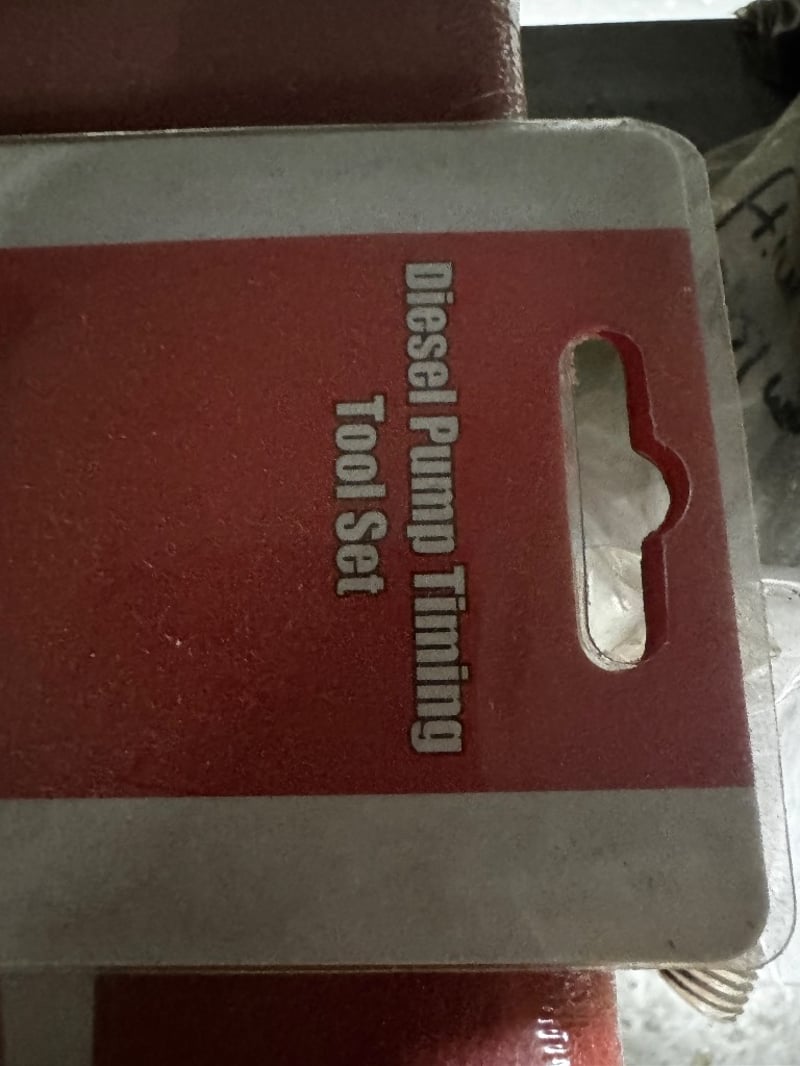 Diesel Pump Timing
Tool Set